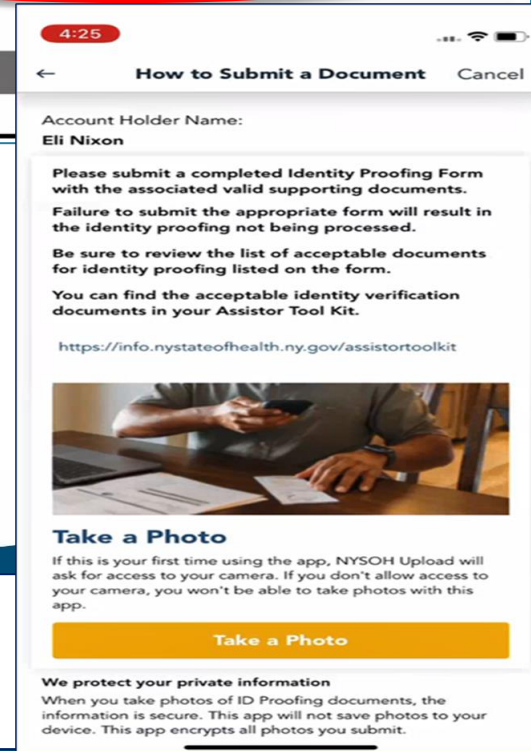 4:25
How to Submit a Document Cancel
Account Holder Name:
Eli Nixon
Please submit a completed Identity Proofing Form
with the associated valid supporting documents.
Failure to submit the appropriate form will result in
the identity proofing not being processed.
Be sure to review the list of acceptable documents
for identity proofing listed on the form.
You can find the acceptable identity verification
documents in your Assistor Tool Kit.
https://info.nystateofhealth.ny.gov/assistortoolkit
Take a Photo
If this is your first time using the app, NYSOH Upload will
ask for access to your camera. If you don't allow access to
your camera, you won't be able to take photos with this
app.
Take a Photo
We protect your private information
When you take photos of ID Proofing documents, the
information is secure. This app will not save photos to your
device. This app encrypts all photos you submit.